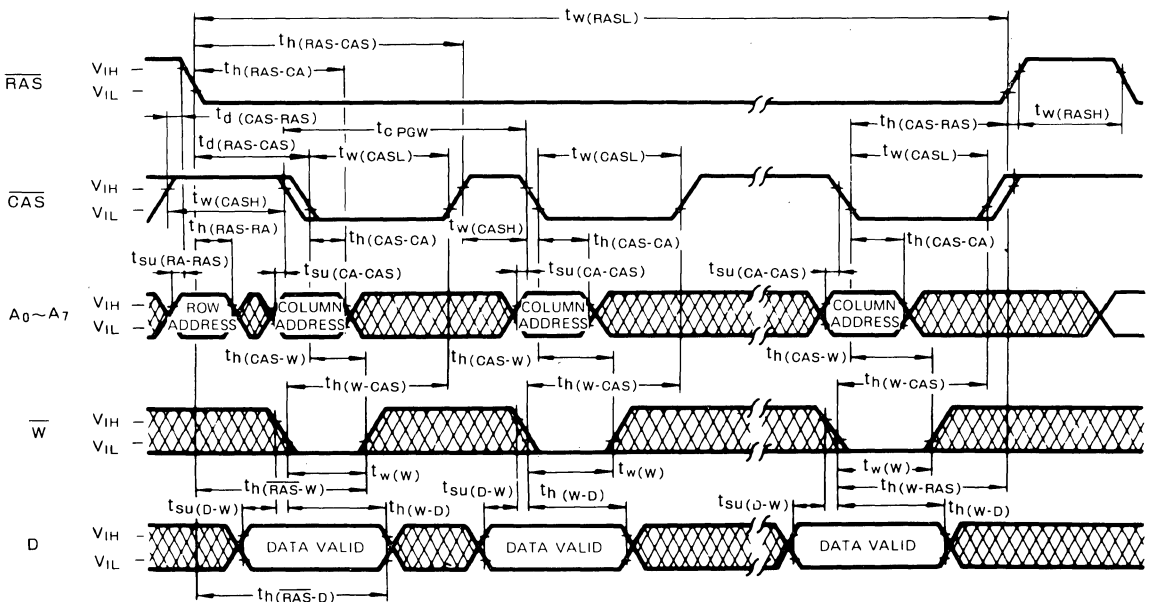 tw(RASL)
th(RAS-CAS)
th(RAS-CA)
RAS VIH VIL
td (CAS-RAS)
tC PGW
th(CAS-RAS)
tw(RASH)
td(RAS-CAS)
tw(CASL) tw(CASL) tw(CASL)
CAS VIH VIL
tw(CASH)
th(RAS-RA)
tw(CASH)
th(CAS-CA) th(CAS-CA) th(CAS-CA)
tsu(RA-RAS)
tsu(CA-CAS) tsu(CA-CAS) tsu(CA-CAS)
A0~A7 VIH VIL
ROW ADDRESS
COLUMN ADDRESS
COLUMN ADDRESS
COLUMN ADDRESS
th(CAS-W) th(CAS-W) th(CAS-W)
th(W-CAS) th(W-CAS) th(W-CAS)
W VIH VIL
tw(W) tw(W) tw(W)
th(RAS-W)
th(W-RAS)
tsu(D-W) th(W-D) tsu(D-W) th(W-D) tsu(D-W) th(W-D)
D VIH VIL
DATA VALID DATA VALID DATA VALID
th(RAS-D)